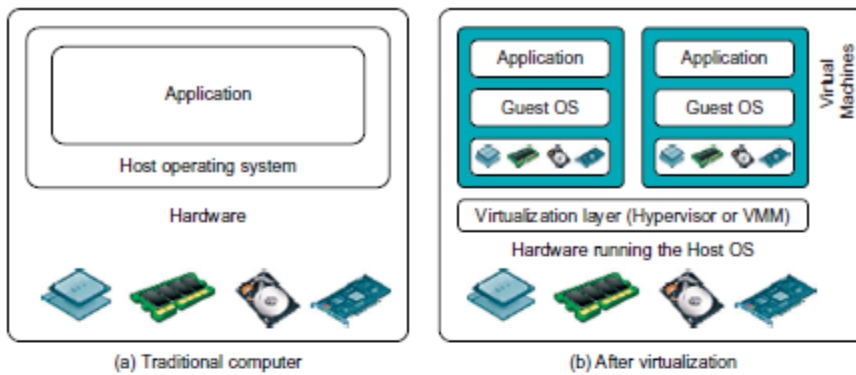 Application
Host operating system
Hardware
(a) Traditional computer
Application
Guest OS
Application
Guest OS
Virtual
Machines
Virtualization layer (Hypervisor or VMM)
Hardware running the Host OS
(b) After virtualization